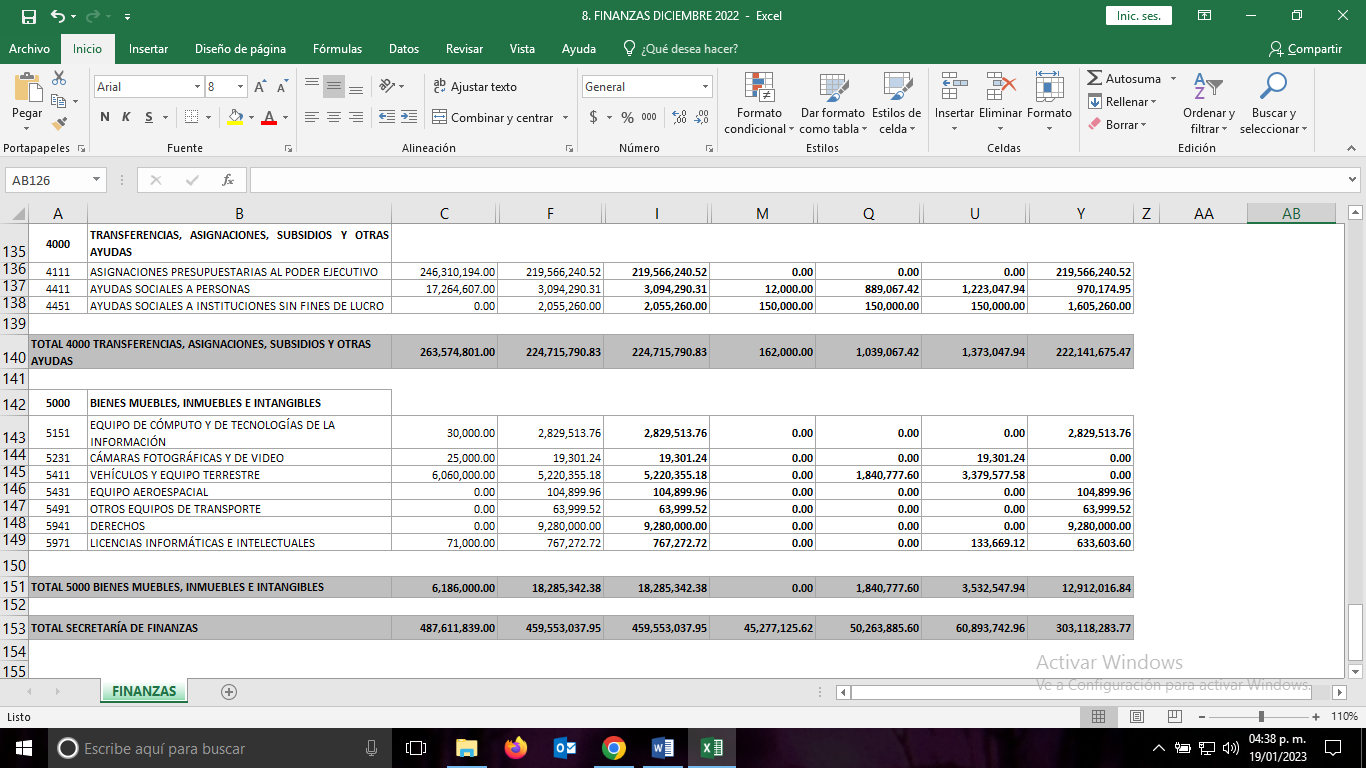 8. FINANZAS DICIEMBRE 2022 - Excel
Inic. ses.
Archivo Inicio Insertar Diseño de página Fórmulas Datos Revisar Vista Ayuda ¿Qué desea hacer? Compartir
Pegar
Portapapeles
Arial 8
N K S
Fuente
Ajustar texto
Combinar y centrar
Alineación
General
$ % 000
Número
Formato condicional
Dar formato como tabla
Estilos de celda
Estilos
Insertar Eliminar Formato
Celdas
Autosuma
Rellenar
Borrar
Ordenar y filtrar
Buscar y seleccionar
Edición
AB126
fx
A B C F I M Q U Y Z AA AB
135 4000 TRANSFERENCIAS, ASIGNACIONES, SUBSIDIOS Y OTRAS
AYUDAS
136 4111 ASIGNACIONES PRESUPUESTARIAS AL PODER EJECUTIVO 246,310,194.00 219,566,240.52 219,566,240.52 0.00 0.00 0.00 219,566,240.52
137 4411 AYUDAS SOCIALES A PERSONAS 17,264,607.00 3,094,290.31 3,094,290.31 12,000.00 889,067.42 1,223,047.94 970,174.95
138 4451 AYUDAS SOCIALES A INSTITUCIONES SIN FINES DE LUCRO 0.00 2,055,260.00 2,055,260.00 150,000.00 150,000.00 150,000.00 1,605,260.00
139
140 TOTAL 4000 TRANSFERENCIAS, ASIGNACIONES, SUBSIDIOS Y OTRAS
AYUDAS 263,574,801.00 224,715,790.83 224,715,790.83 162,000.00 1,039,067.42 1,373,047.94 222,141,675.47
141
142 5000 BIENES MUEBLES, INMUEBLES E INTANGIBLES
143 5151 EQUIPO DE CÓMPUTO Y DE TECNOLOGÍAS DE LA
INFORMACIÓN 30,000.00 2,829,513.76 2,829,513.76 0.00 0.00 0.00 2,829,513.76
144 5231 CÁMARAS FOTOGRÁFICAS Y DE VIDEO 25,000.00 19,301.24 19,301.24 0.00 0.00 19,301.24 0.00
145 5411 VEHÍCULOS Y EQUIPO TERRESTRE 6,060,000.00 5,220,355.18 5,220,355.18 0.00 1,840,777.60 3,379,577.58 0.00
146 5431 EQUIPO AEROESPACIAL 0.00 104,899.96 104,899.96 0.00 0.00 0.00 104,899.96
147 5491 OTROS EQUIPOS DE TRANSPORTE 0.00 63,999.52 63,999.52 0.00 0.00 0.00 63,999.52
148 5941 DERECHOS 0.00 9,280,000.00 9,280,000.00 0.00 0.00 0.00 9,280,000.00
149 5971 LICENCIAS INFORMÁTICAS E INTELECTUALES 71,000.00 767,272.72 767,272.72 0.00 0.00 133,669.12 633,603.60
150
151 TOTAL 5000 BIENES MUEBLES, INMUEBLES E INTANGIBLES 6,186,000.00 18,285,342.38 18,285,342.38 0.00 1,840,777.60 3,532,547.94 12,912,016.84
152
153 TOTAL SECRETARÍA DE FINANZAS 487,611,839.00 459,553,037.95 459,553,037.95 45,277,125.62 50,263,885.60 60,893,742.96 303,118,283.77
154
155
Activar Windows
Ve a Configuración para activar Windows.
FINANZAS
Listo
110%
Escribe aquí para buscar
04:38 p. m.
19/01/2023